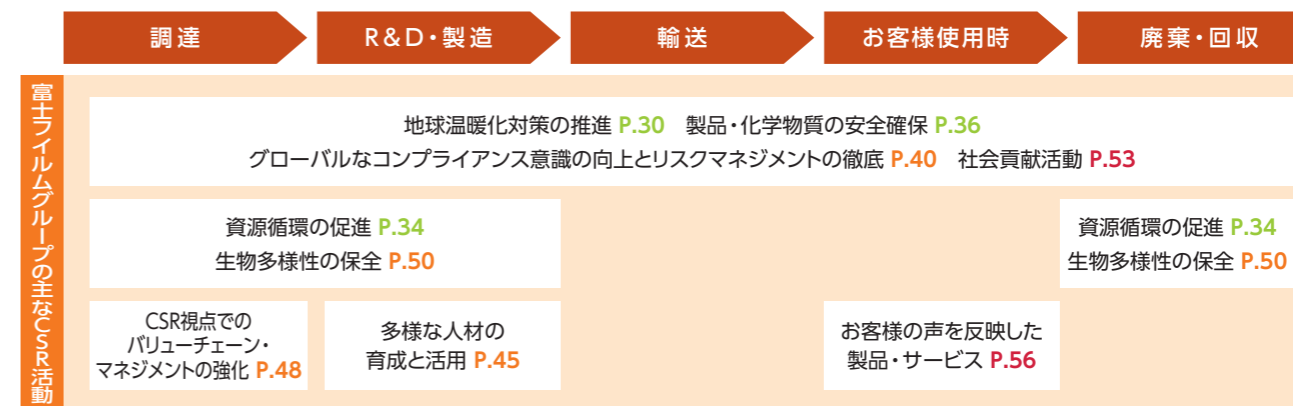 調達
R&D・製造
輸送
お客様使用時
廃棄・回収
富士フイルムグループの主なCSR活動
地球温暖化対策の推進 P.30 製品・化学物質の安全確保 P.36
グローバルなコンプライアンス意識の向上とリスクマネジメントの徹底 P.40 社会貢献活動 P.53
資源循環の促進 P.34
生物多様性の保全 P.50
資源循環の促進 P.34
生物多様性の保全 P.50
CSR視点での
バリューチェーン・
マネジメントの強化 P.48
多様な人材の
育成と活用 P.45
お客様の声を反映した
製品・サービス P.56